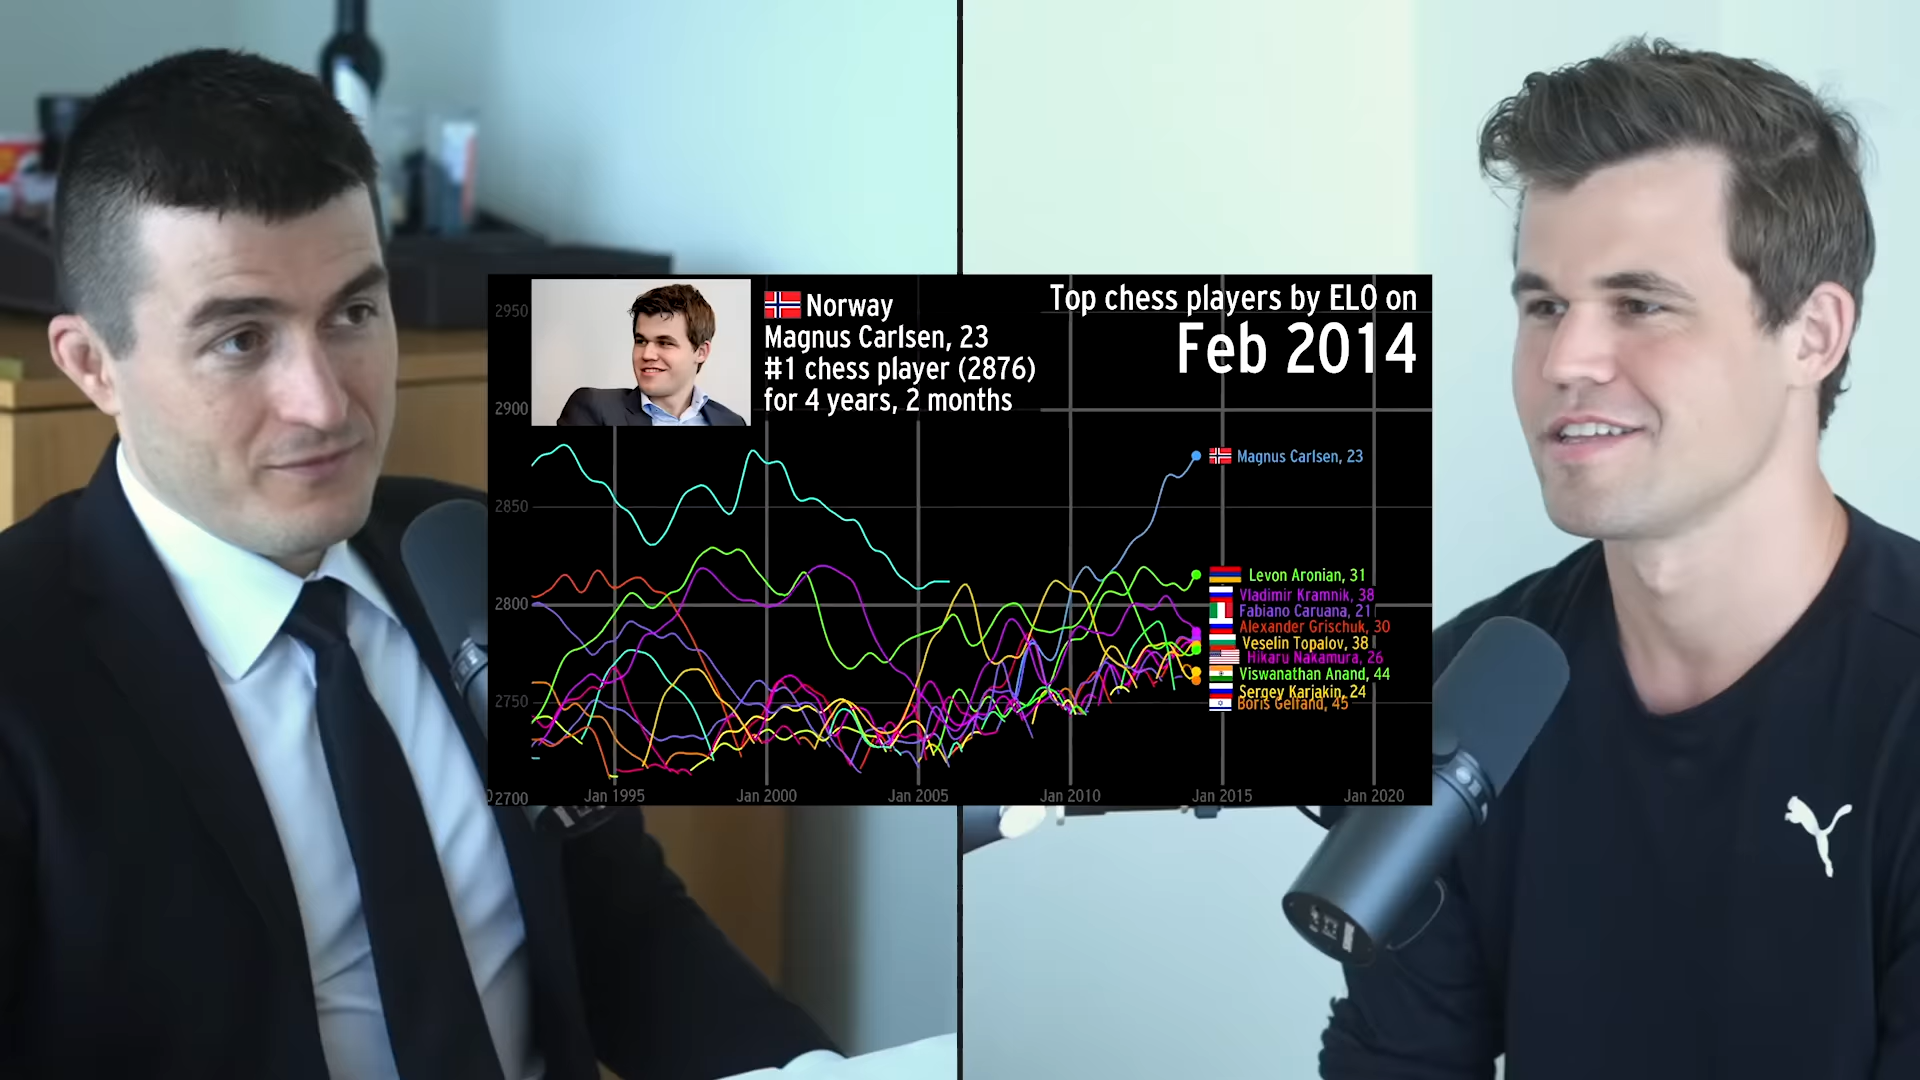 Norway
Magnus Carlsen, 23
#1 chess player (2876)
for 4 years, 2 months
Top chess players by ELO on
Feb 2014
2950
2900
2850
2800
2750
2700
Magnus Carlsen, 23
Levon Aronian, 31
Vladimir Kramnik, 38
Fabiano Caruana, 21
Alexander Grischuk, 30
Veselin Topalov, 38
Hikaru Nakamura, 26
Viswanathan Anand, 44
Sergey Karjakin, 24
Boris Gelfand, 45
Jan 1995
Jan 2000
Jan 2005
Jan 2010
Jan 2015
Jan 2020